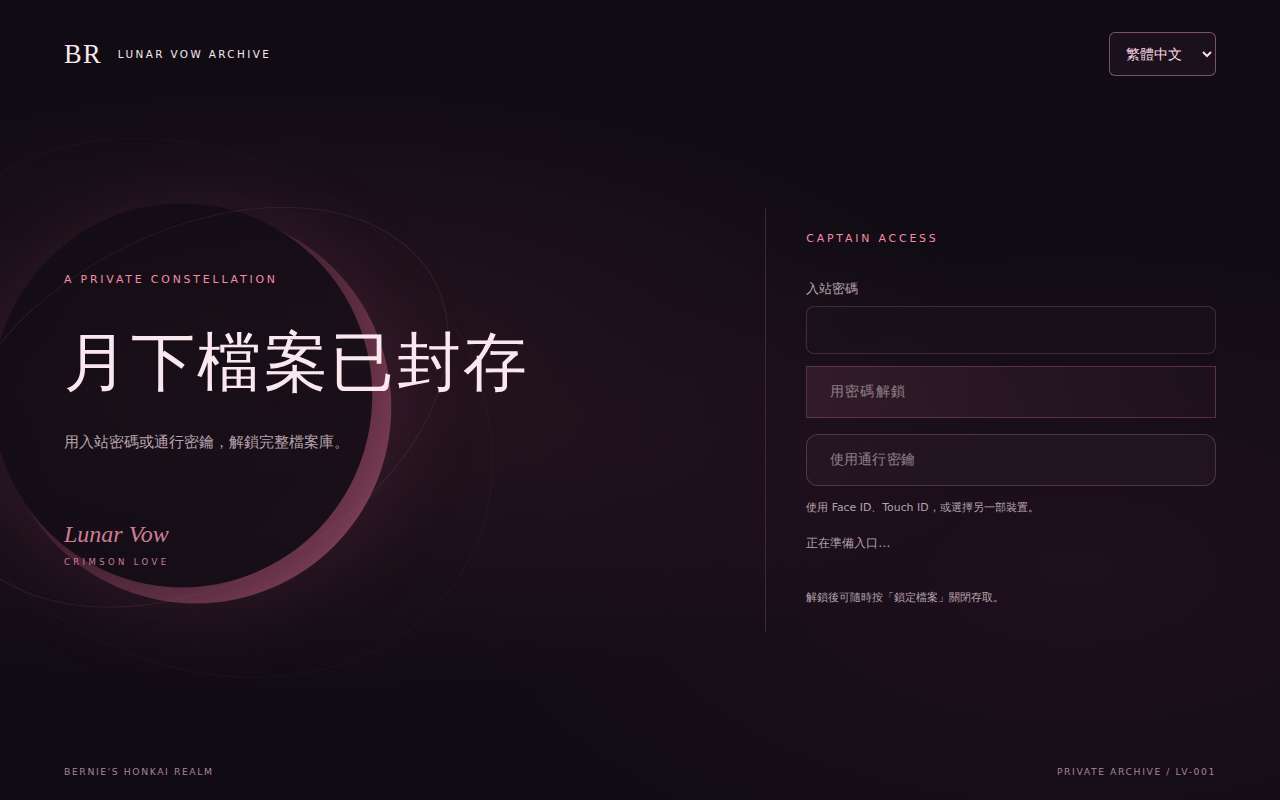 BR LUNAR VOW ARCHIVE
繁體中文
A PRIVATE CONSTELLATION
月下檔案已封存
用入站密碼或通行密鑰，解鎖完整檔案庫。
Lunar Vow
CRIMSON LOVE
CAPTAIN ACCESS
入站密碼
用密碼解鎖
使用通行密鑰
使用 Face ID、Touch ID，或選擇另一部裝置。
正在準備入口…
解鎖後可隨時按「鎖定檔案」關閉存取。
BERNIE'S HONKAI REALM
PRIVATE ARCHIVE / LV-001